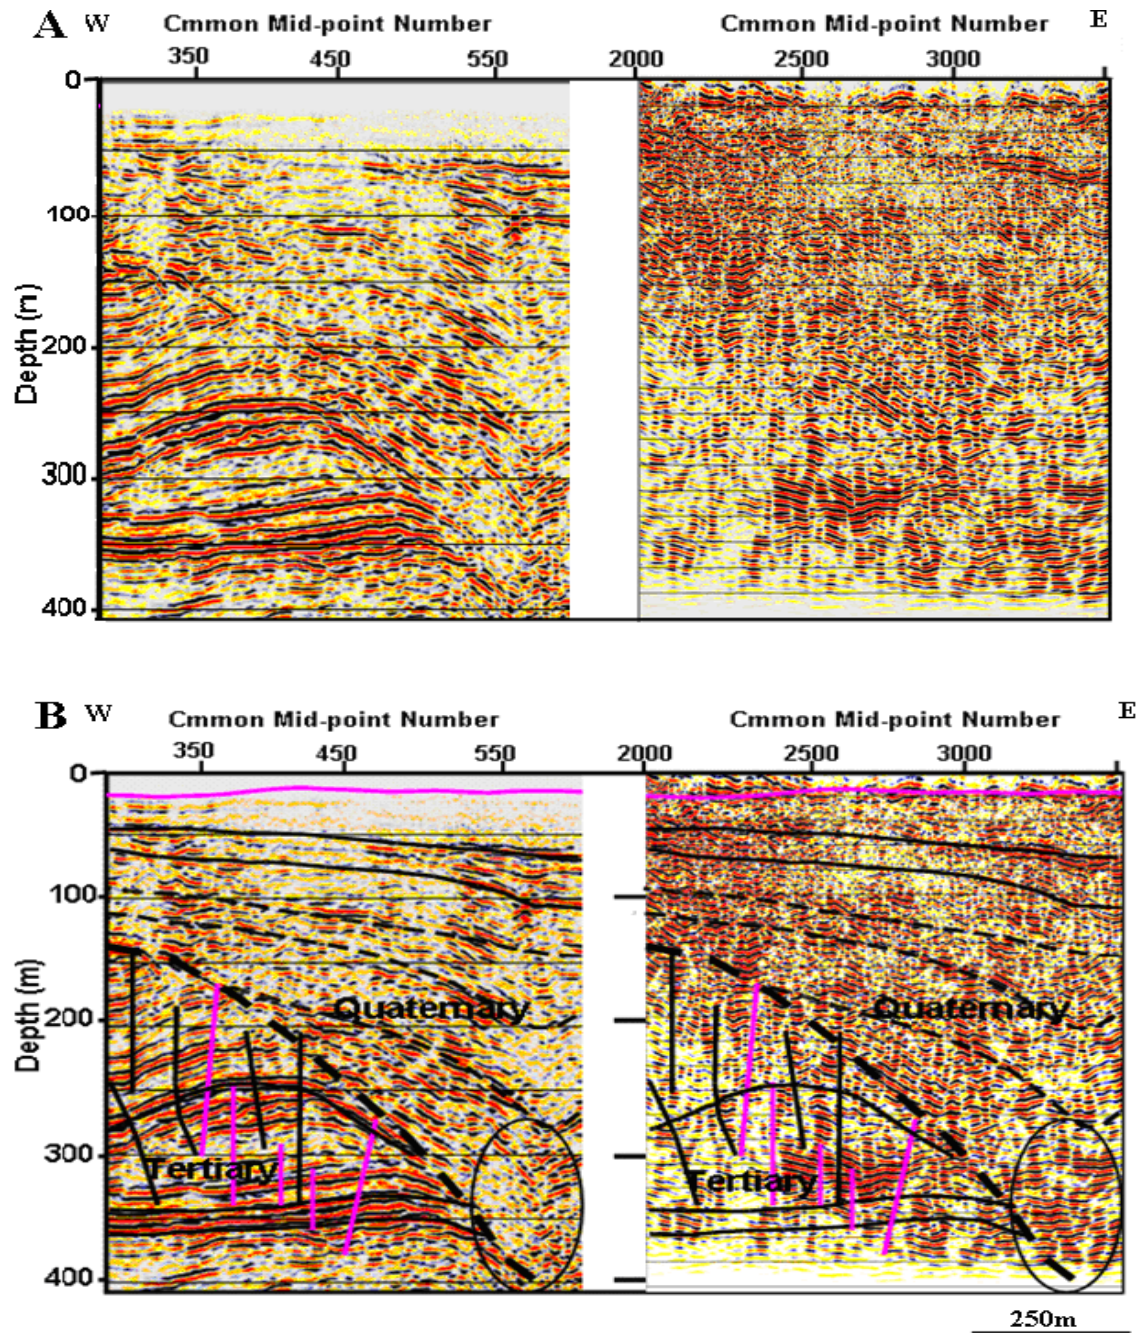 A W Cmmon Mid-point Number Cmmon Mid-point Number E
350 450 550 2000 2500 3000
0
100
200
300
400
Depth (m)
B W Cmmon Mid-point Number Cmmon Mid-point Number E
350 450 550 2000 2500 3000
0
100
200
300
400
Depth (m)
Quaternary Quaternary
Tertiary Tertiary
250m